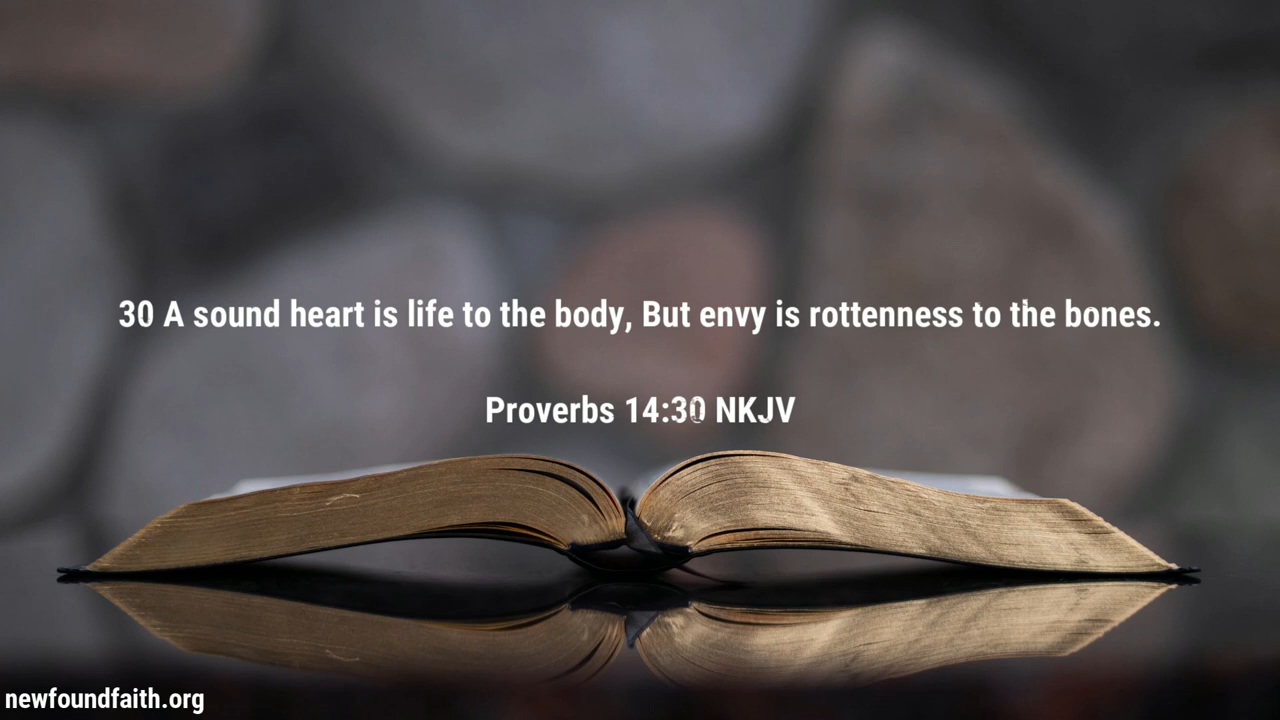 30 A sound heart is life to the body, But envy is rottenness to the bones.
Proverbs 14:30 NKJV
newfoundfaith.org